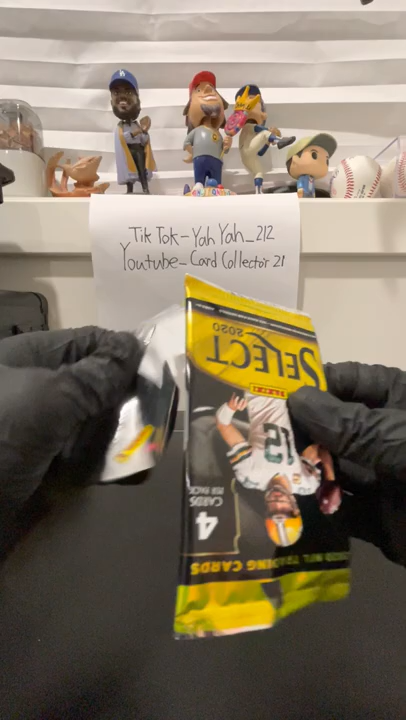 Tik Tok-Yah Yah_212
Youtube-Card Collector 21
SELECT
2020
PANINI
12
4
CARDS
PER PACK
2020 NFL TRADING CARDS